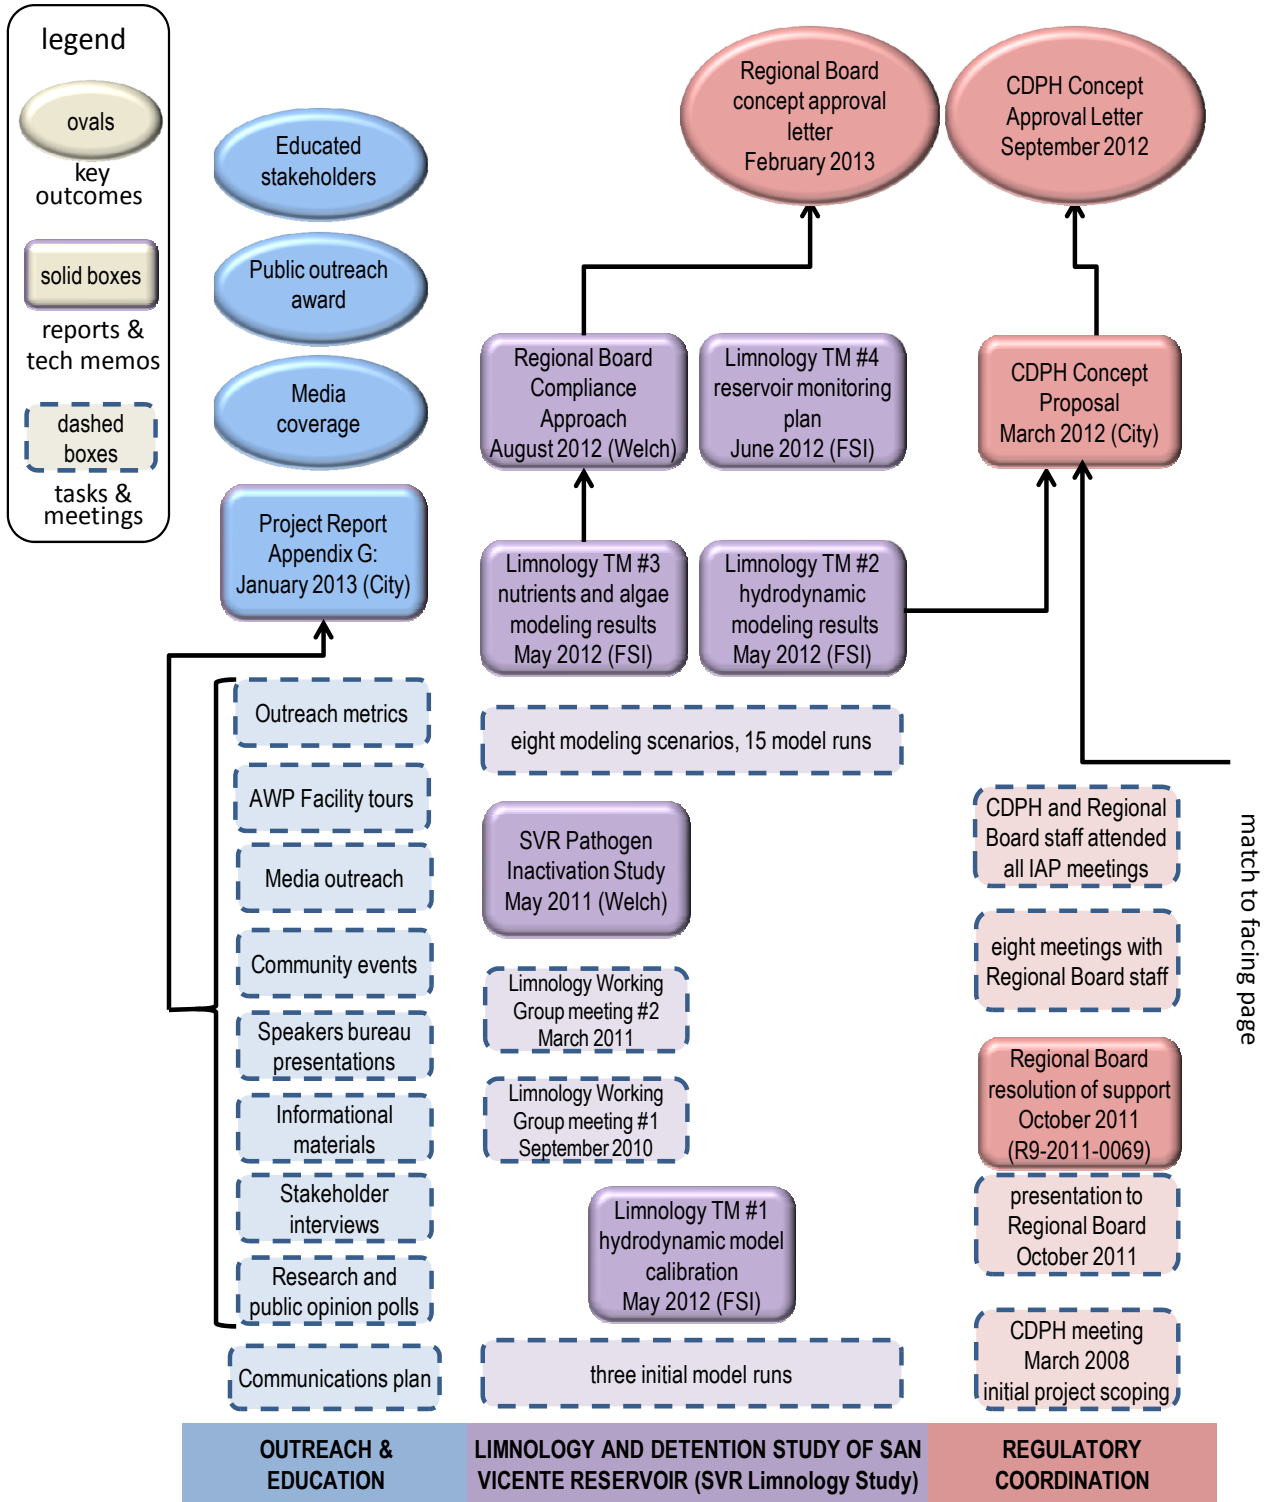 legend
ovals
key
outcomes
solid boxes
reports &
tech memos
dashed
boxes
tasks &
meetings
Educated
stakeholders
Public outreach
award
Media
coverage
Project Report
Appendix G:
January 2013 (City)
Outreach metrics
AWP Facility tours
Media outreach
Community events
Speakers bureau
presentations
Informational
materials
Stakeholder
interviews
Research and
public opinion polls
Communications plan
OUTREACH &
EDUCATION
Regional Board
concept approval
letter
February 2013
Regional Board
Compliance
Approach
August 2012 (Welch)
Limnology TM #4
reservoir monitoring
plan
June 2012 (FSI)
Limnology TM #3
nutrients and algae
modeling results
May 2012 (FSI)
Limnology TM #2
hydrodynamic
modeling results
May 2012 (FSI)
eight modeling scenarios, 15 model runs
SVR Pathogen
Inactivation Study
May 2011 (Welch)
Limnology Working
Group meeting #2
March 2011
Limnology Working
Group meeting #1
September 2010
Limnology TM #1
hydrodynamic model
calibration
May 2012 (FSI)
three initial model runs
LIMNOLOGY AND DETENTION STUDY OF SAN
VICENTE RESERVOIR (SVR Limnology Study)
CDPH Concept
Approval Letter
September 2012
CDPH Concept
Proposal
March 2012 (City)
CDPH and Regional
Board staff attended
all IAP meetings
eight meetings with
Regional Board staff
Regional Board
resolution of support
October 2011
(R9-2011-0069)
presentation to
Regional Board
October 2011
CDPH meeting
March 2008
initial project scoping
REGULATORY
COORDINATION
match to facing page